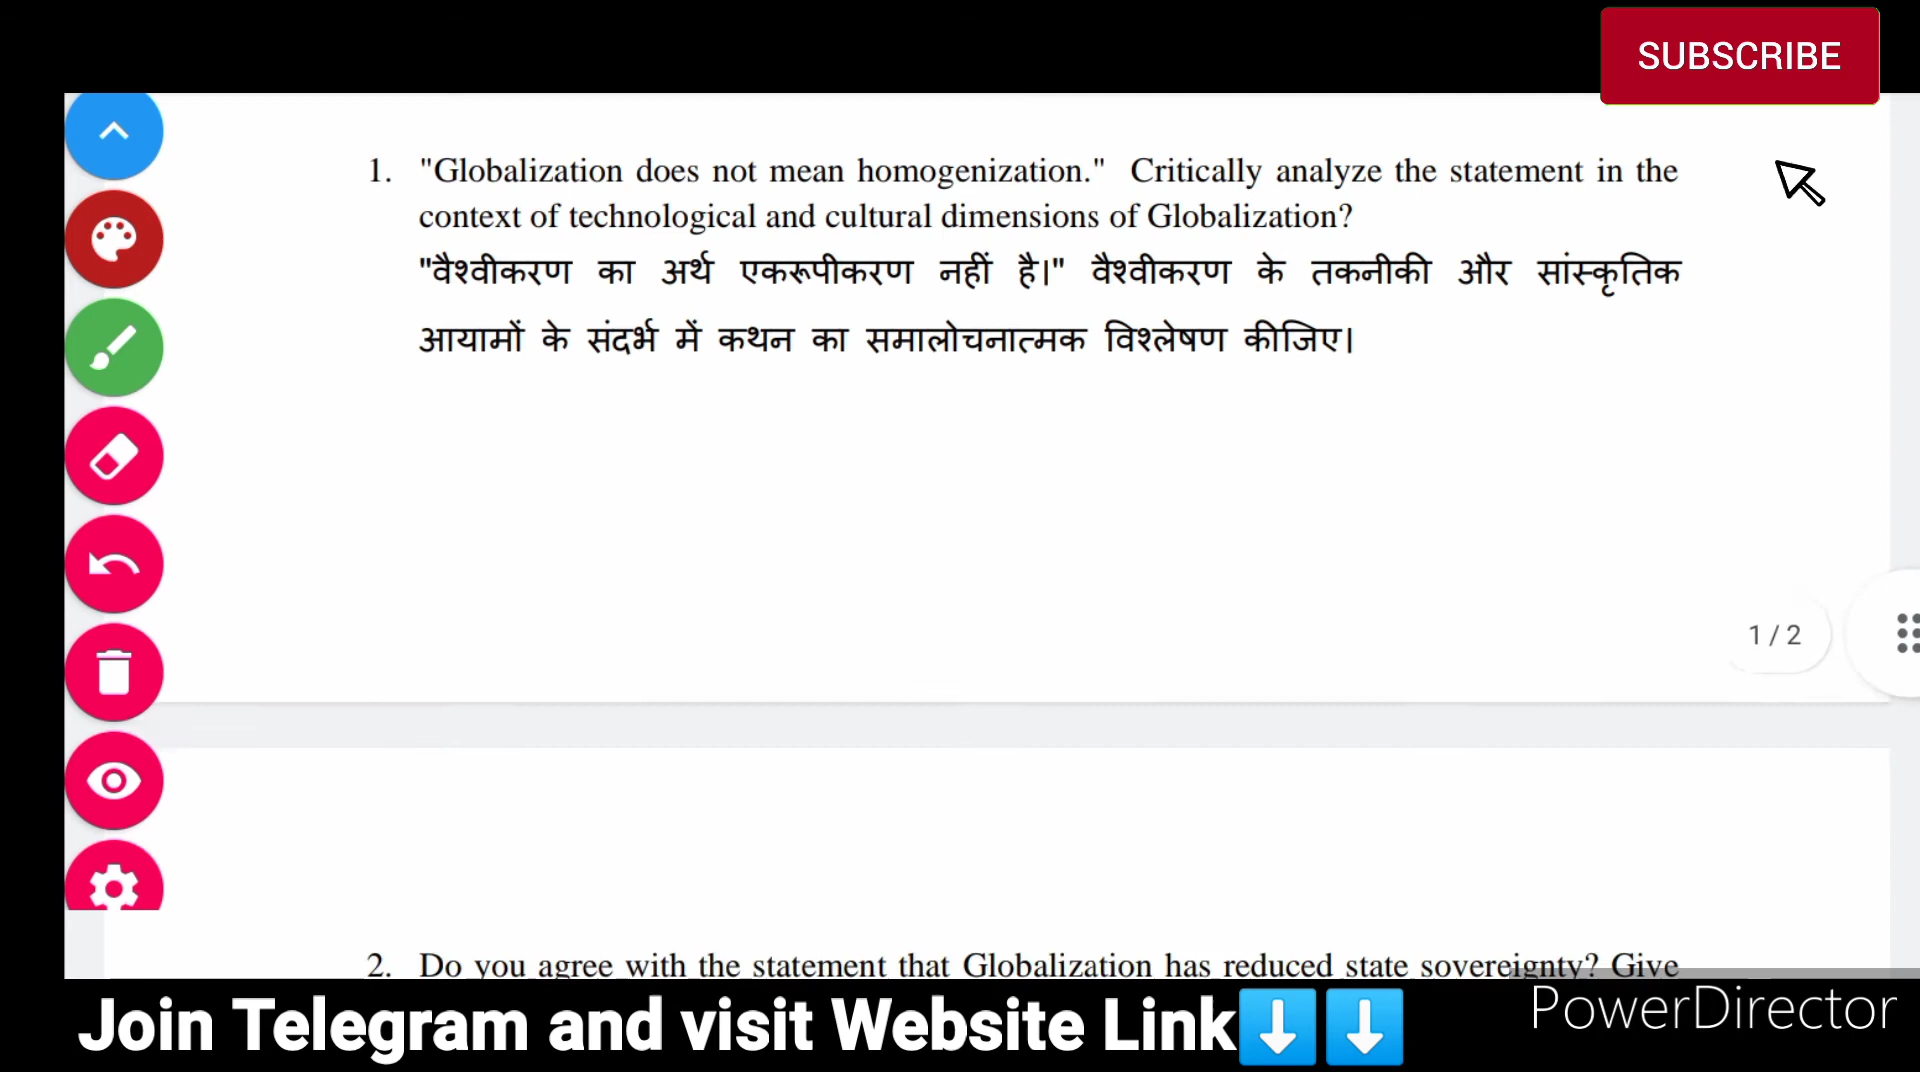 SUBSCRIBE
1. "Globalization does not mean homogenization." Critically analyze the statement in the
context of technological and cultural dimensions of Globalization?
"वैश्वीकरण का अर्थ एकरूपीकरण नहीं है।" वैश्वीकरण के तकनीकी और सांस्कृतिक
आयामों के संदर्भ में कथन का समालोचनात्मक विश्लेषण कीजिए।
1 / 2
2. Do you agree with the statement that Globalization has reduced state sovereignty? Give
Join Telegram and visit Website Link⬇️⬇️
PowerDirector